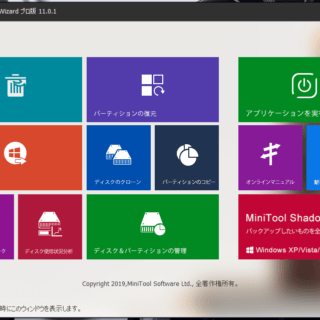 Wizard プロ版 11.0.1
パーティションの復元
アプリケーションを実
ディスクのクローン
パーティションのコピー
オンラインマニュアル
ディスク使用状況分析
ディスク&パーティションの管理
MiniTool Shado
バックアップしたいものを全
Windows XP/Vista/
Copyright 2019,MiniTool Software Ltd.、全着作権所有。
時にこのウィンドウを表示します。